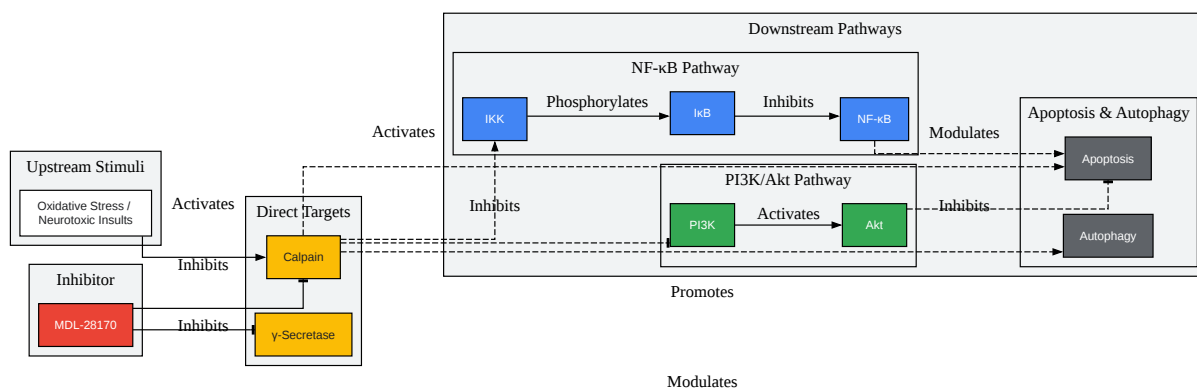 Downstream Pathways
NF-κB Pathway
Phosphorylates
Inhibits
IKK
IκB
NF-κB
Activates
Modulates
Apoptosis & Autophagy
Apoptosis
Upstream Stimuli
Oxidative Stress /
Neurotoxic Insults
Activates
Direct Targets
Inhibits
PI3K/Akt Pathway
PI3K
Activates
Akt
Inhibits
Autophagy
Calpain
Inhibits
Inhibitor
MDL-28170
Inhibits
γ-Secretase
Promotes
Modulates